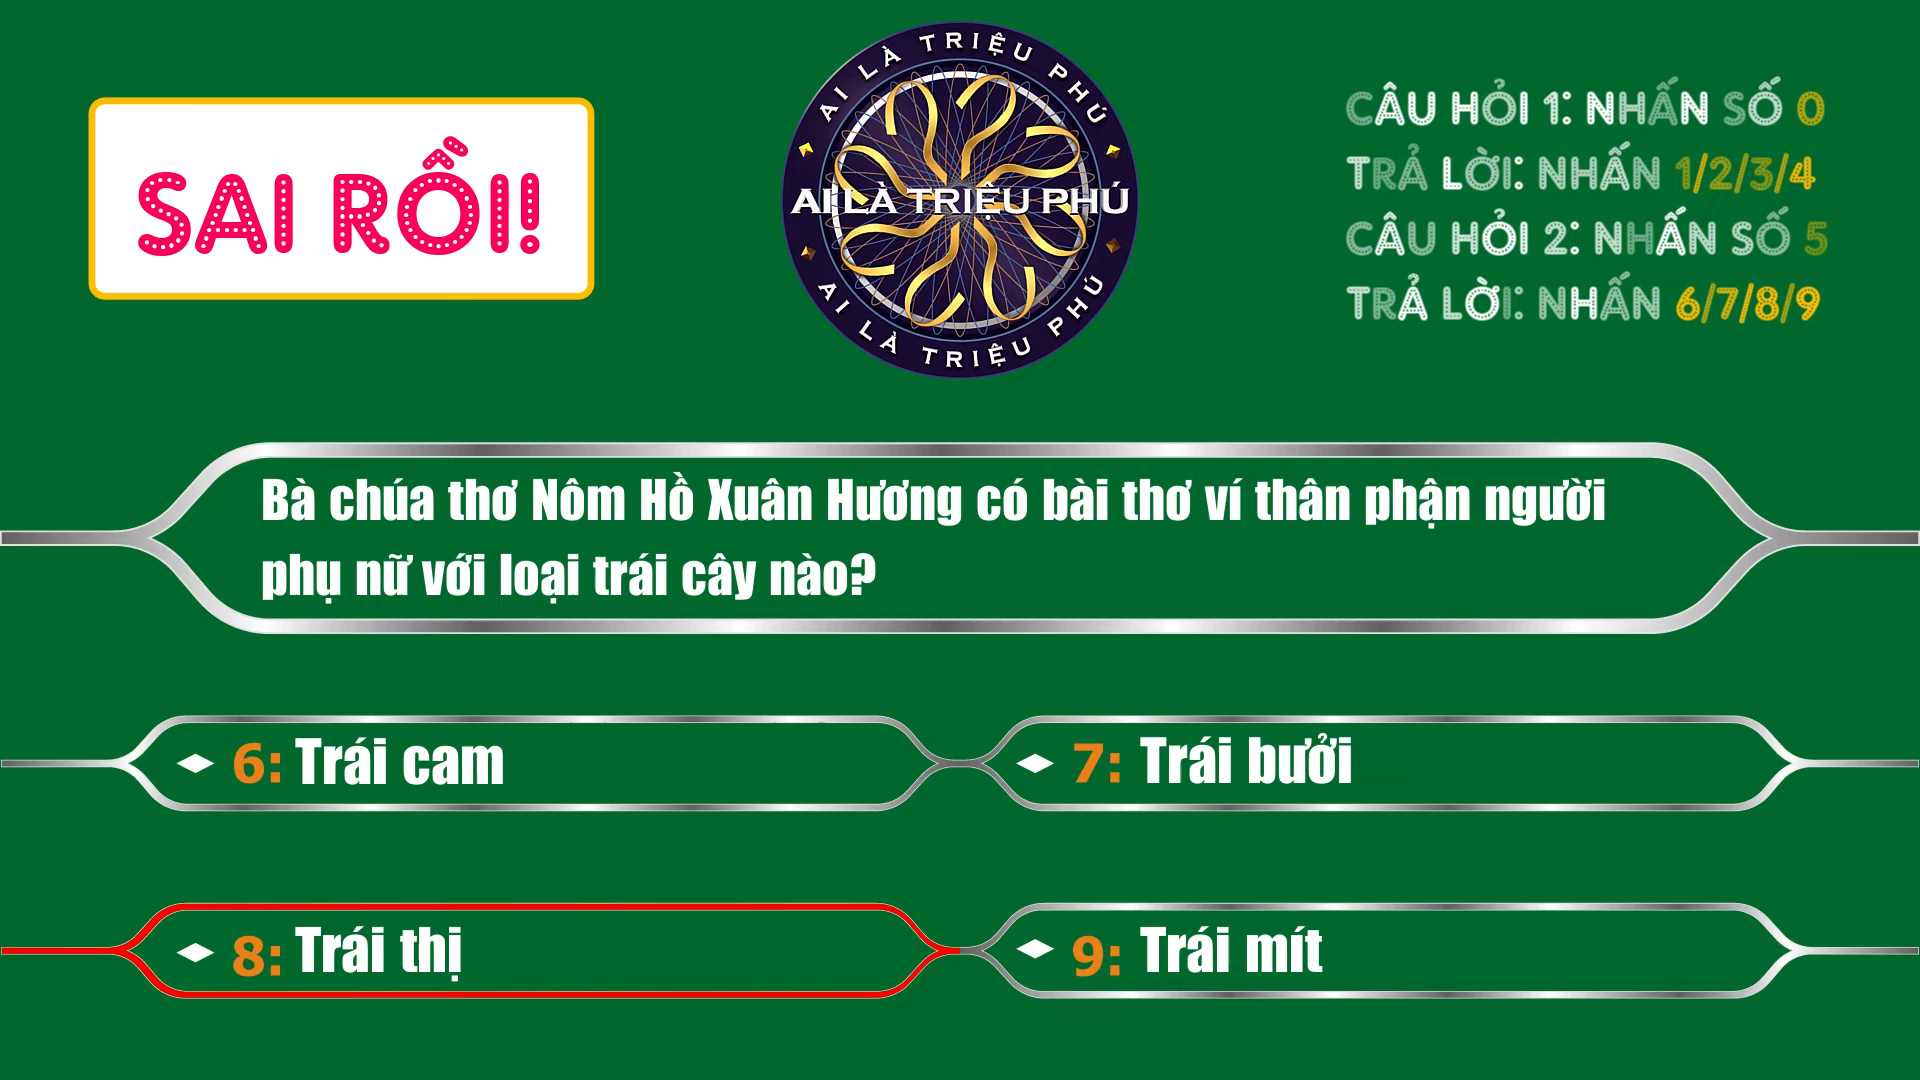 SAI RỒI!
AI LÀ TRIỆU PHÚ
AI LÀ TRIỆU PHÚ
AI LÀ TRIỆU PHÚ
CÂU HỎI 1: NHẤN SỐ 0
TRẢ LỜI: NHẤN 1/2/3/4
CÂU HỎI 2: NHẤN SỐ 5
TRẢ LỜI: NHẤN 6/7/8/9
Bà chúa thơ Nôm Hồ Xuân Hương có bài thơ ví thân phận người
phụ nữ với loại trái cây nào?
6: Trái cam
7: Trái bưởi
8: Trái thị
9: Trái mít